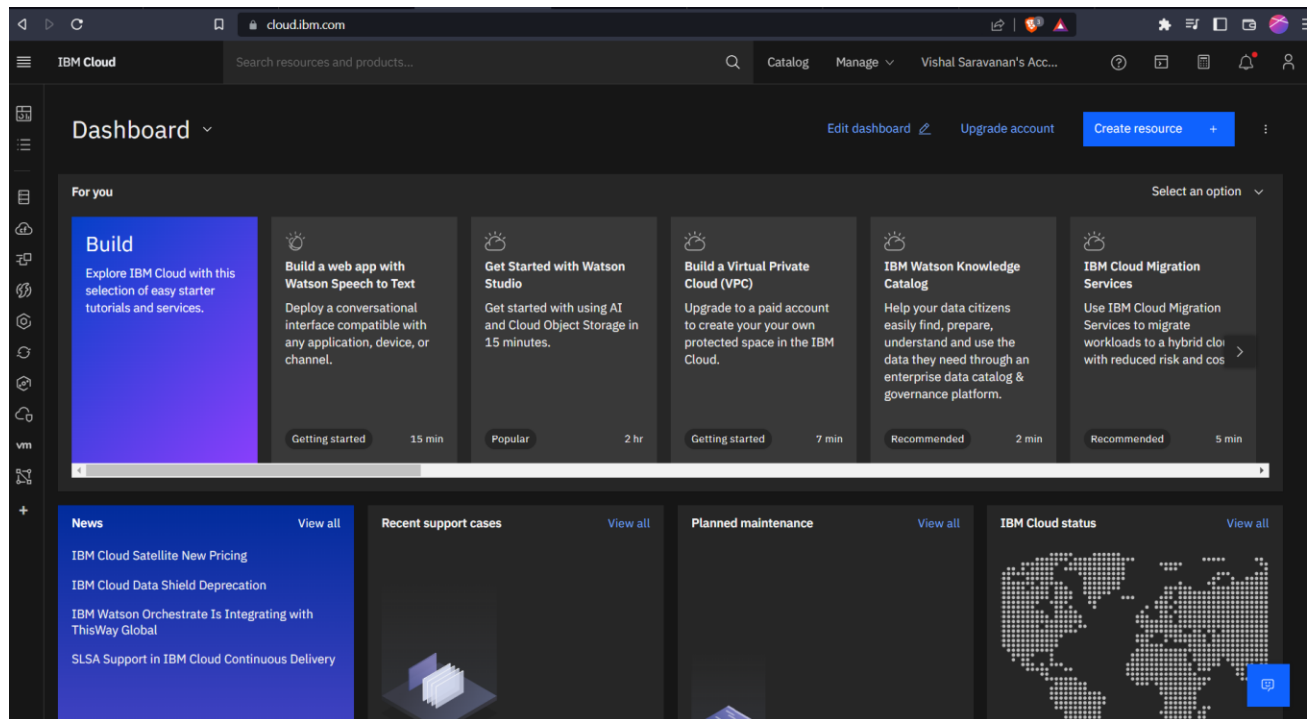 cloud.ibm.com
IBM Cloud
Search resources and products...
Catalog
Manage
Vishal Saravanan's Acc...
Dashboard
Edit dashboard
Upgrade account
Create resource +
For you
Select an option
Build
Explore IBM Cloud with this
selection of easy starter
tutorials and services.
Build a web app with
Watson Speech to Text
Deploy a conversational
interface compatible with
any application, device, or
channel.
Getting started 15 min
Get Started with Watson
Studio
Get started with using AI
and Cloud Object Storage in
15 minutes.
Popular 2 hr
Build a Virtual Private
Cloud (VPC)
Upgrade to a paid account
to create your your own
protected space in the IBM
Cloud.
Getting started 7 min
IBM Watson Knowledge
Catalog
Help your data citizens
easily find, prepare,
understand and use the
data they need through an
enterprise data catalog &
governance platform.
Recommended 2 min
IBM Cloud Migration
Services
Use IBM Cloud Migration
Services to migrate
workloads to a hybrid clou
with reduced risk and cos
Recommended 5 min
vm
News View all
IBM Cloud Satellite New Pricing
IBM Cloud Data Shield Deprecation
IBM Watson Orchestrate Is Integrating with
ThisWay Global
SLSA Support in IBM Cloud Continuous Delivery
Recent support cases View all
Planned maintenance View all
IBM Cloud status View all